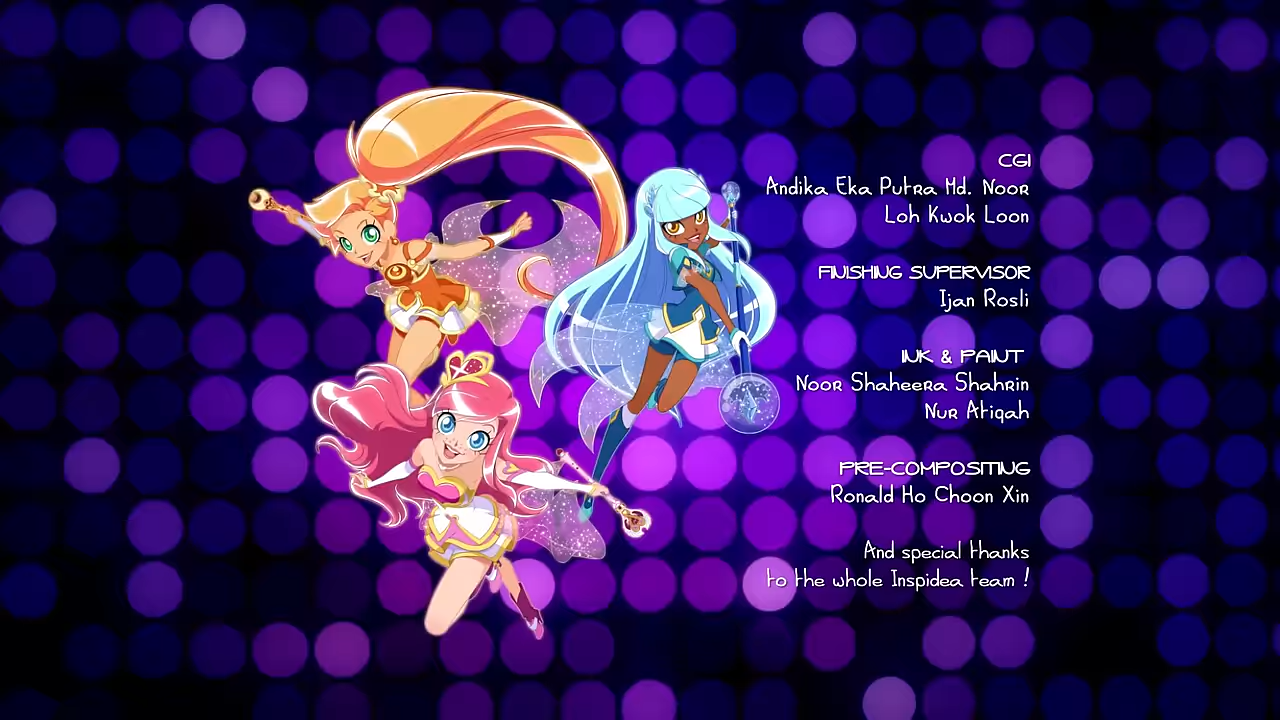 CGI
Andika Eka Putra Md. Noor
Loh Kwok Loon
FINISHING SUPERVISOR
Ijan Rosli
INK & PAINT
Noor Shaheera Shahrin
Nur Atiqah
PRE-COMPOSITING
Ronald Ho Choon Xin
And special thanks
to the whole Inspidea team !